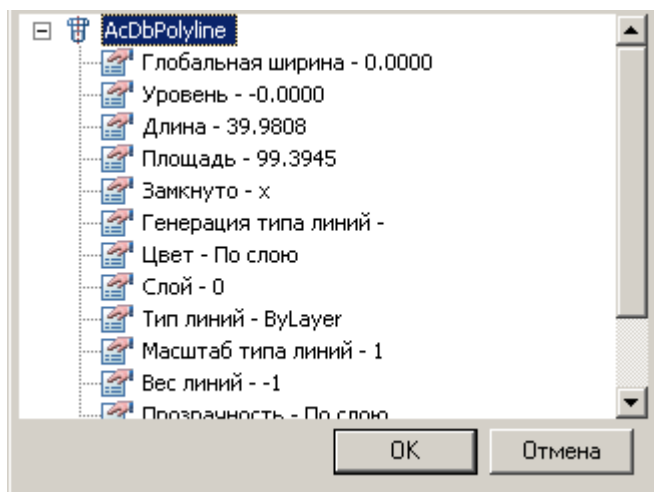 AcDbPolyline
Глобальная ширина - 0.0000
Уровень - -0.0000
Длина - 39.9808
Площадь - 99.3945
Замкнуто - x
Генерация типа линий -
Цвет - По слою
Слой - 0
Тип линий - ByLayer
Масштаб типа линий - 1
Вес линий - -1
Прозрачность - По слою
OK Отмена